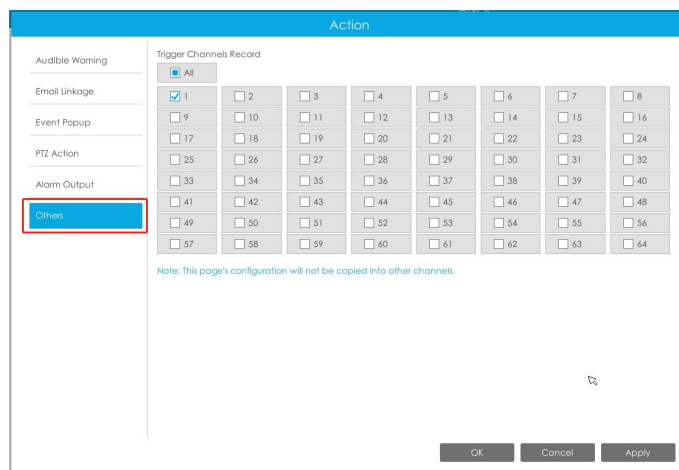 Action
Audible Warning
Email Linkage
Event Popup
PTZ Action
Alarm Output
Others
Trigger Channels Record
All
1 2 3 4 5 6 7 8
9 10 11 12 13 14 15 16
17 18 19 20 21 22 23 24
25 26 27 28 29 30 31 32
33 34 35 36 37 38 39 40
41 42 43 44 45 46 47 48
49 50 51 52 53 54 55 56
57 58 59 60 61 62 63 64
Note: This page's configuration will not be copied into other channels.
OK Cancel Apply